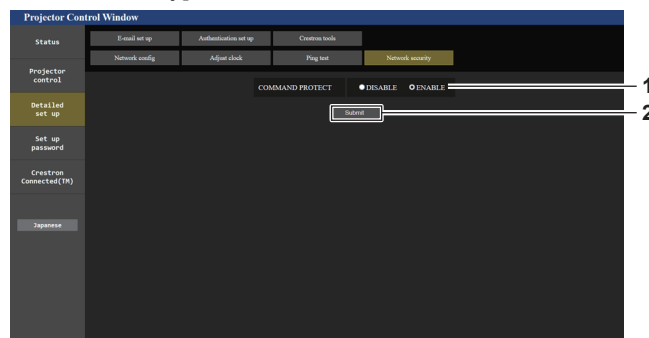 Projector Control Window
Status
E-mail set up
Authentication set up
Crestron tools
Network config
Adjust clock
Ping test
Network security
Projector
control
COMMAND PROTECT
DISABLE
ENABLE
1
Detailed
set up
Submit
2
Set up
password
Crestron
Connected(TM)
Japanese